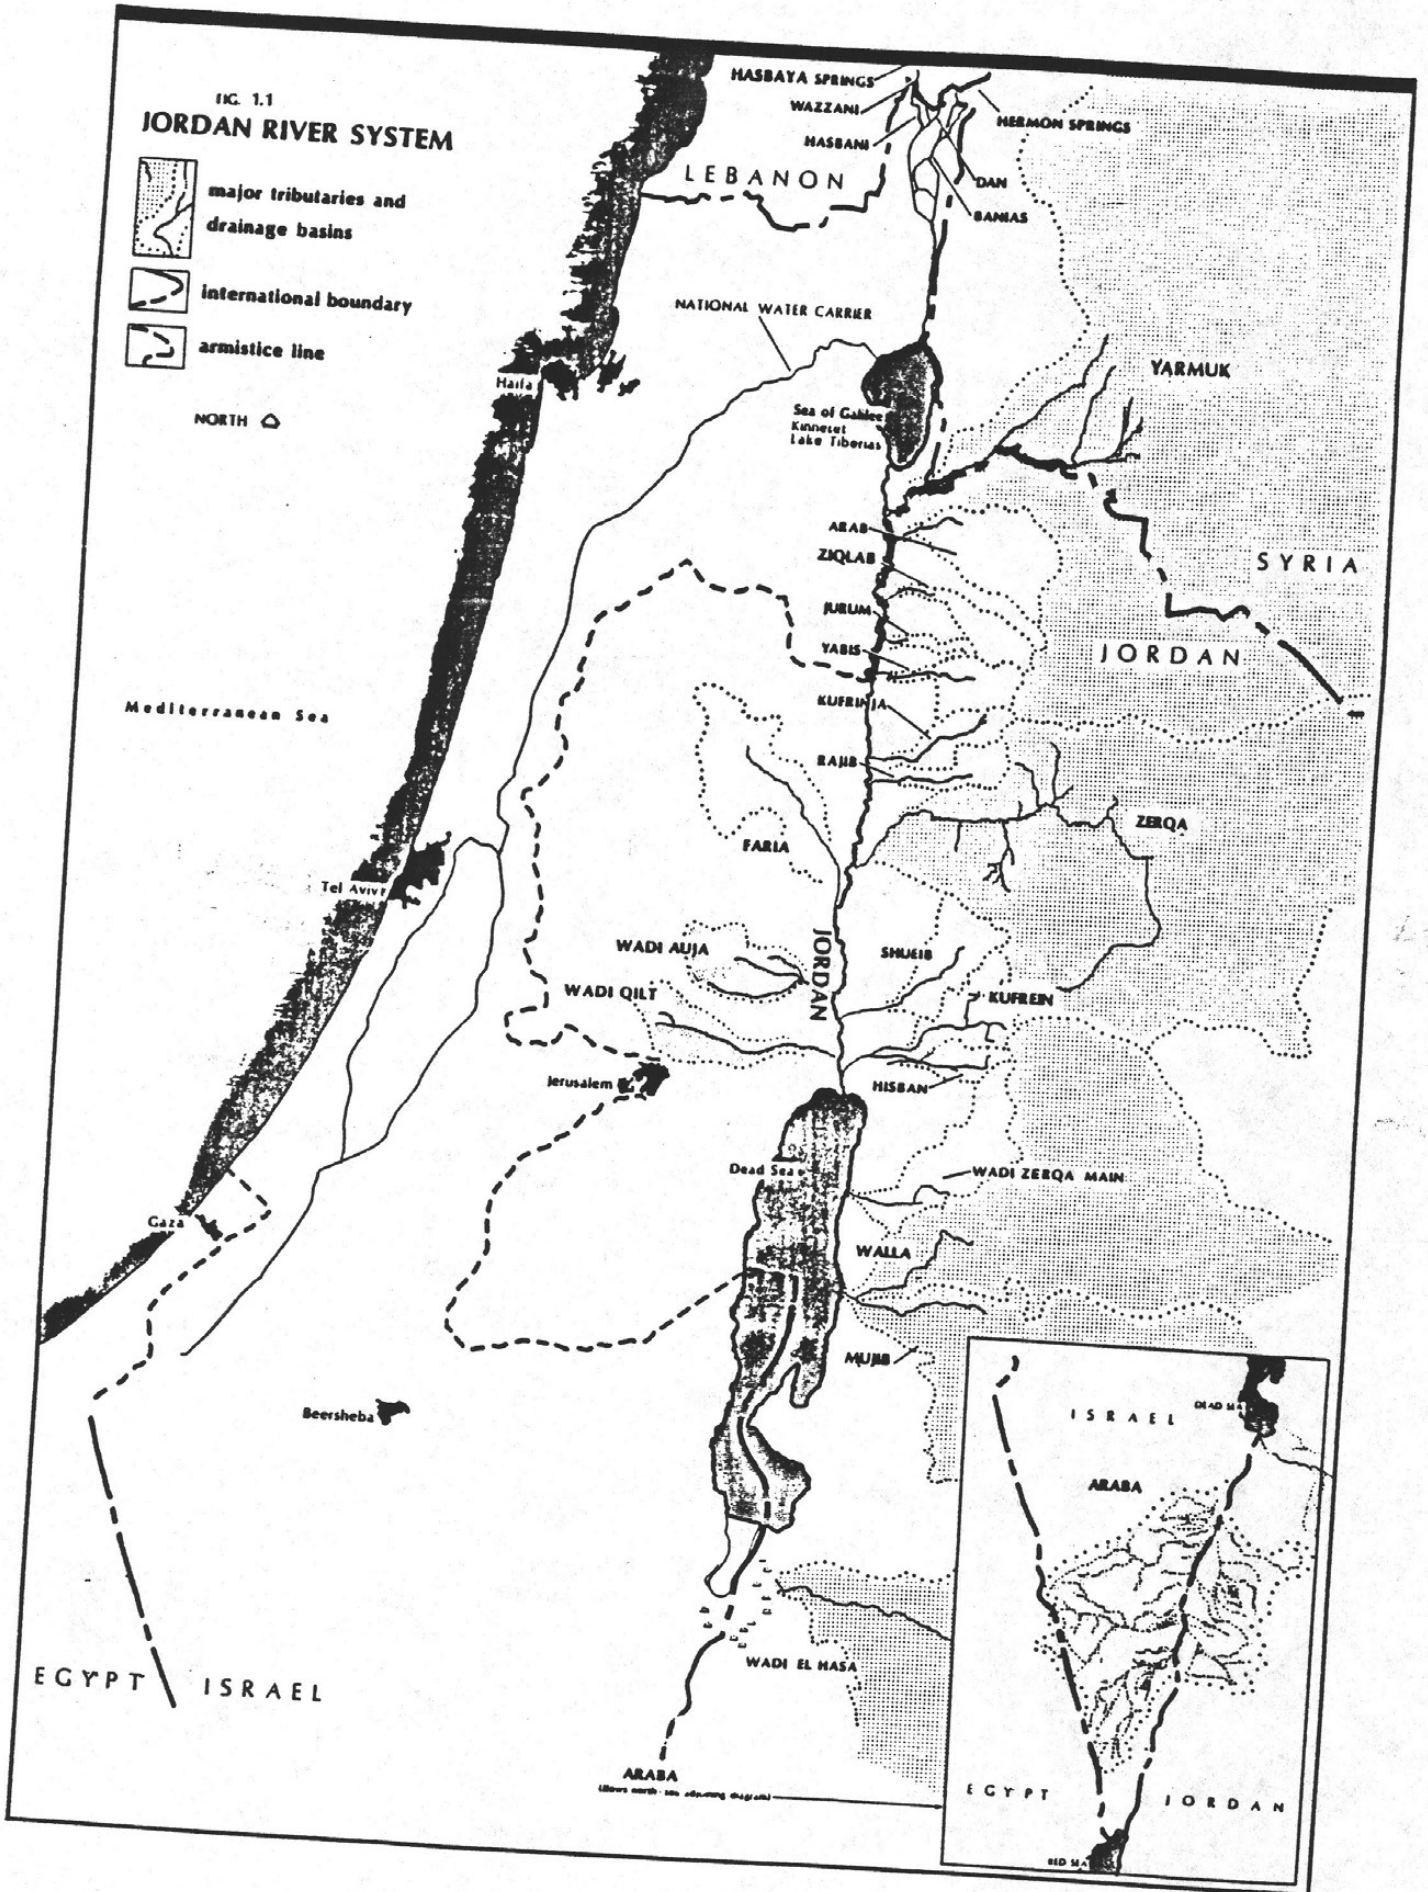 FIG. 1.1
JORDAN RIVER SYSTEM
major tributaries and
drainage basins
international boundary
armistice line
NORTH
HASBAYA SPRINGS
WAZZANI
HASBANI
HERMON SPRINGS
LEBANON
DAN
BANIAS
NATIONAL WATER CARRIER
Haifa
Sea of Galilee
Kinneret
Lake Tiberias
YARMUK
ARAB
ZIQLAB
SYRIA
JURUM
YABIS
JORDAN
Mediterranean Sea
KUFRINJA
RAJIB
FARIA
ZERQA
Tel Aviv
JORDAN
WADI AUJA
SHUEIB
WADI QILT
KUFREIN
Jerusalem
HISBAN
Dead Sea
WADI ZERQA MAIN
Gaza
WALLA
MUJIB
Beersheba
EGYPT
ISRAEL
WADI EL HASA
ARABA
ISRAEL
DEAD SEA
ARABA
EGYPT
JORDAN
RED SEA